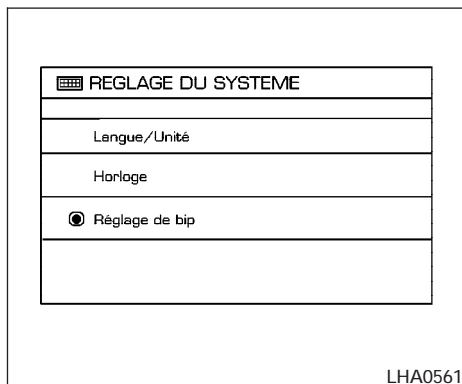 REGLAGE DU SYSTEME
Langue/Unité
Horloge
Réglage de bip
LHA0561